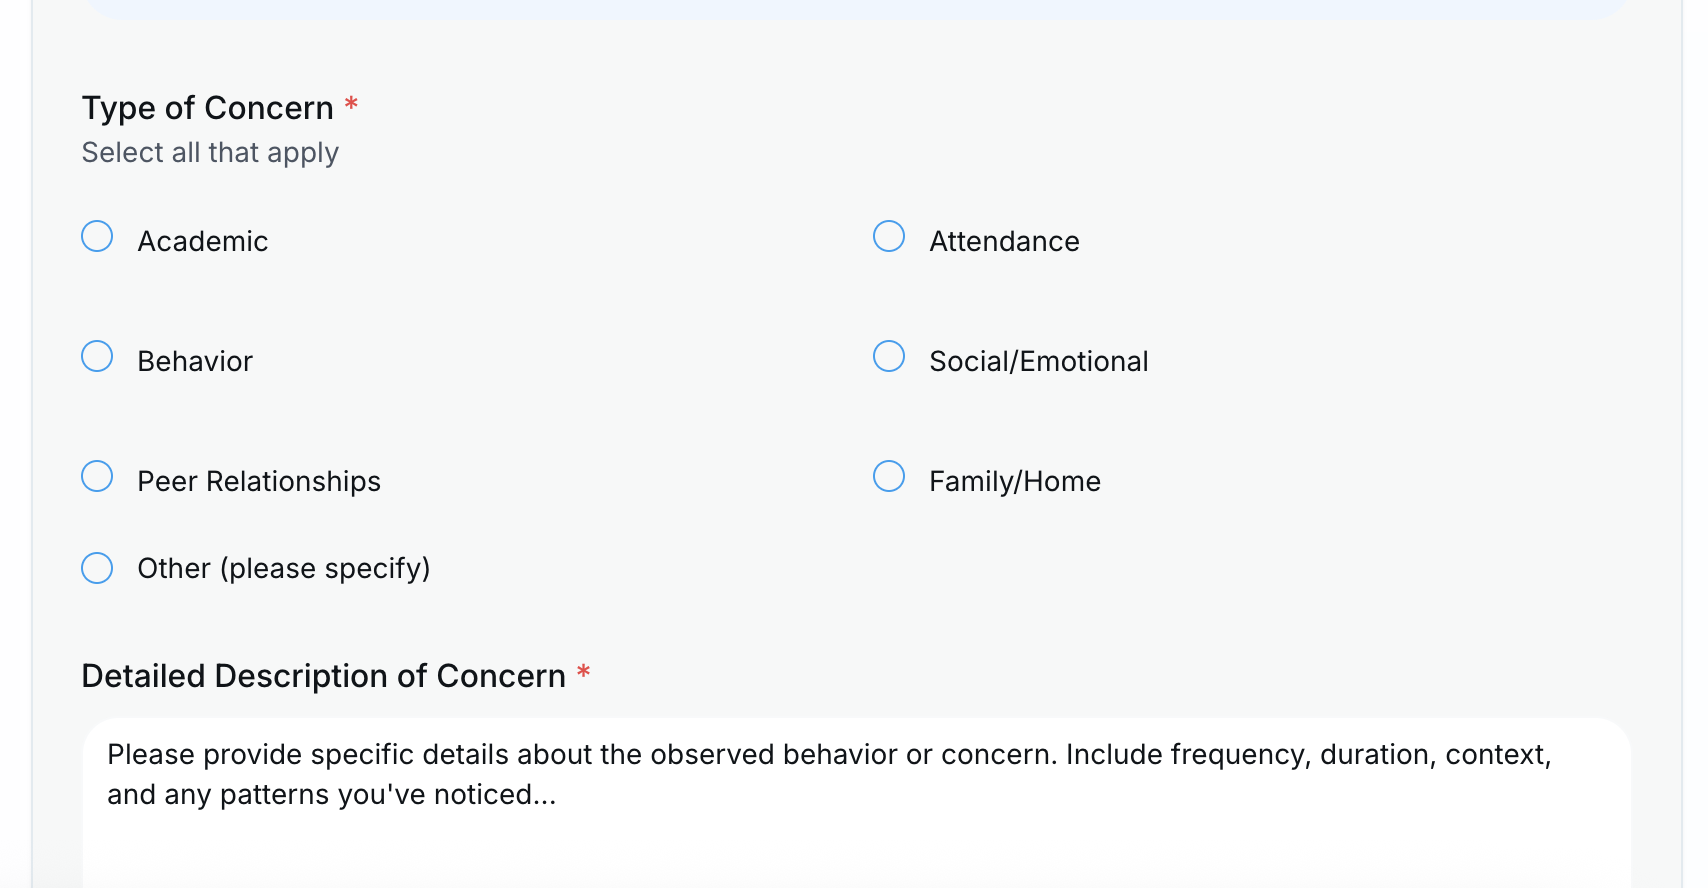 Type of Concern *
Select all that apply
Academic
Attendance
Behavior
Social/Emotional
Peer Relationships
Family/Home
Other (please specify)
Detailed Description of Concern *
Please provide specific details about the observed behavior or concern. Include frequency, duration, context,
and any patterns you've noticed...